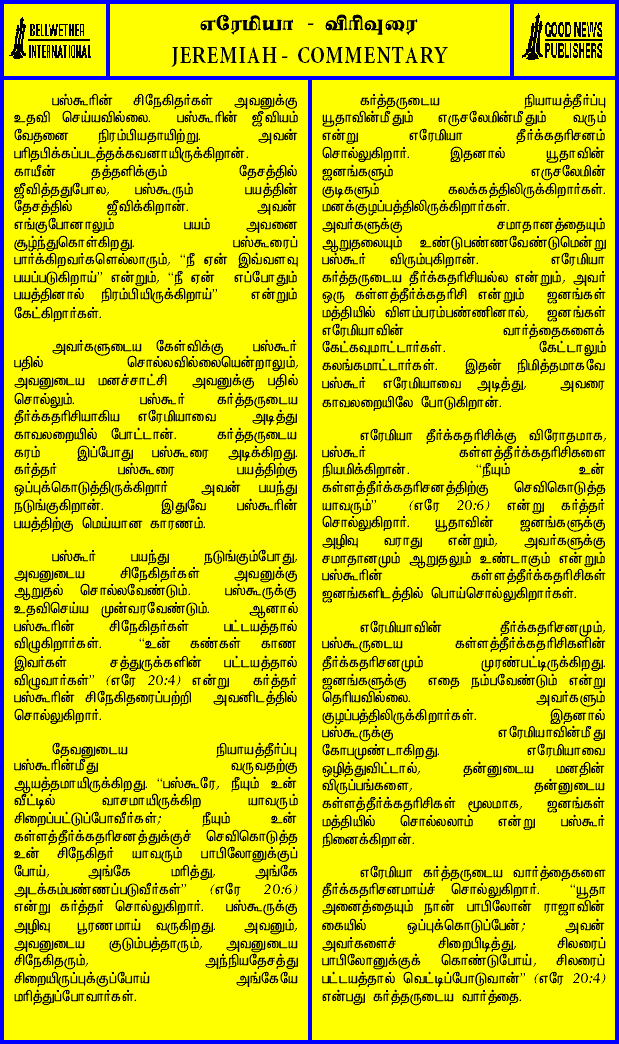 BELLWETHER
INTERNATIONAL
எரேமியா - விரிவுரை
JEREMIAH - COMMENTARY
GOOD NEWS
PUBLISHERS
பஸ்கூரின் சிநேகிதர்கள் அவனுக்கு
உதவி செய்யவில்லை. பஸ்கூரின் ஜீவியம்
வேதனை நிரம்பியதாயிற்று. அவன்
பரிதபிக்கப்படத்தக்கவனாயிருக்கிறான்.
காயீன் தத்தளிக்கும் தேசத்தில்
ஜீவித்ததுபோல, பஸ்கூரும் பயத்தின்
தேசத்தில் ஜீவிக்கிறான். அவன்
எங்குபோனாலும் பயம் அவனை
சூழ்ந்துகொள்கிறது. பஸ்கூரைப்
பார்க்கிறவர்களெல்லாரும், “நீ ஏன் இவ்வளவு
பயப்படுகிறாய்” என்றும், “நீ ஏன் எப்போதும்
பயத்தினால் நிரம்பியிருக்கிறாய்” என்றும்
கேட்கிறார்கள்.
அவர்களுடைய கேள்விக்கு பஸ்கூர்
பதில் சொல்லவில்லையென்றாலும்,
அவனுடைய மனச்சாட்சி அவனுக்கு பதில்
சொல்லும். பஸ்கூர் கர்த்தருடைய
தீர்க்கதரிசியாகிய எரேமியாவை அடித்து
காவலறையில் போட்டான். கர்த்தருடைய
கரம் இப்போது பஸ்கூரை அடிக்கிறது.
கர்த்தர் பஸ்கூரை பயத்திற்கு
ஒப்புக்கொடுத்திருக்கிறார் அவன் பயந்து
நடுங்குகிறான். இதுவே பஸ்கூரின்
பயத்திற்கு மெய்யான காரணம்.
பஸ்கூர் பயந்து நடுங்கும்போது,
அவனுடைய சிநேகிதர்கள் அவனுக்கு
ஆறுதல் சொல்லவேண்டும். பஸ்கூருக்கு
உதவிசெய்ய முன்வரவேண்டும். ஆனால்
பஸ்கூரின் சிநேகிதர்கள் பட்டயத்தால்
விழுகிறார்கள். “உன் கண்கள் காண
இவர்கள் சத்துருக்களின் பட்டயத்தால்
விழுவார்கள்” (எரே 20:4) என்று கர்த்தர்
பஸ்கூரின் சிநேகிதரைப்பற்றி அவனிடத்தில்
சொல்லுகிறார்.
தேவனுடைய நியாயத்தீர்ப்பு
பஸ்கூரின்மீது வருவதற்கு
ஆயத்தமாயிருக்கிறது. “பஸ்கூரே, நீயும் உன்
வீட்டில் வாசமாயிருக்கிற யாவரும்
சிறைப்பட்டுப்போவீர்கள்; நீயும் உன்
கள்ளத்தீர்க்கதரிசனத்துக்குச் செவிகொடுத்த
உன் சிநேகிதர் யாவரும் பாபிலோனுக்குப்
போய், அங்கே மரித்து, அங்கே
அடக்கம்பண்ணப்படுவீர்கள்” (எரே 20:6)
என்று கர்த்தர் சொல்லுகிறார். பஸ்கூருக்கு
அழிவு பூரணமாய் வருகிறது. அவனும்,
அவனுடைய குடும்பத்தாரும், அவனுடைய
சிநேகிதரும், அந்நியதேசத்து
சிறையிருப்புக்குப்போய் அங்கேயே
மரித்துப்போவார்கள்.
கர்த்தருடைய நியாயத்தீர்ப்பு
யூதாவின்மீதும் எருசலேமின்மீதும் வரும்
என்று எரேமியா தீர்க்கதரிசனம்
சொல்லுகிறார். இதனால் யூதாவின்
ஜனங்களும் எருசலேமின்
குடிகளும் கலக்கத்திலிருக்கிறார்கள்.
மனக்குழப்பத்திலிருக்கிறார்கள்.
அவர்களுக்கு சமாதானத்தையும்
ஆறுதலையும் உண்டுபண்ணவேண்டுமென்று
பஸ்கூர் விரும்புகிறான். எரேமியா
கர்த்தருடைய தீர்க்கதரிசியல்ல என்றும், அவர்
ஒரு கள்ளத்தீர்க்கதரிசி என்றும் ஜனங்கள்
மத்தியில் விளம்பரம்பண்ணினால், ஜனங்கள்
எரேமியாவின் வார்த்தைகளைக்
கேட்கவுமாட்டார்கள். கேட்டாலும்
கலங்கமாட்டார்கள். இதன் நிமித்தமாகவே
பஸ்கூர் எரேமியாவை அடித்து, அவரை
காவலறையிலே போடுகிறான்.
எரேமியா தீர்க்கதரிசிக்கு விரோதமாக,
பஸ்கூர் கள்ளத்தீர்க்கதரிசிகளை
நியமிக்கிறான். “நீயும் உன்
கள்ளத்தீர்க்கதரிசனத்திற்கு செவிகொடுத்த
யாவரும்” (எரே 20:6) என்று கர்த்தர்
சொல்லுகிறார். யூதாவின் ஜனங்களுக்கு
அழிவு வராது என்றும், அவர்களுக்கு
சமாதானமும் ஆறுதலும் உண்டாகும் என்றும்
பஸ்கூரின் கள்ளத்தீர்க்கதரிசிகள்
ஜனங்களிடத்தில் பொய்சொல்லுகிறார்கள்.
எரேமியாவின் தீர்க்கதரிசனமும்,
பஸ்கூருடைய கள்ளத்தீர்க்கதரிசிகளின்
தீர்க்கதரிசனமும் முரண்பட்டிருக்கிறது.
ஜனங்களுக்கு எதை நம்பவேண்டும் என்று
தெரியவில்லை. அவர்களும்
குழப்பத்திலிருக்கிறார்கள். இதனால்
பஸ்கூருக்கு எரேமியாவின்மீது
கோபமுண்டாகிறது. எரேமியாவை
ஒழித்துவிட்டால், தன்னுடைய மனதின்
விருப்பங்களை, தன்னுடைய
கள்ளத்தீர்க்கதரிசிகள் மூலமாக, ஜனங்கள்
மத்தியில் சொல்லலாம் என்று பஸ்கூர்
நினைக்கிறான்.
எரேமியா கர்த்தருடைய வார்த்தைகளை
தீர்க்கதரிசனமாய்ச் சொல்லுகிறார். “யூதா
அனைத்தையும் நான் பாபிலோன் ராஜாவின்
கையில் ஒப்புக்கொடுப்பேன்; அவன்
அவர்களைச் சிறைபிடித்து, சிலரைப்
பாபிலோனுக்குக் கொண்டுபோய், சிலரைப்
பட்டயத்தால் வெட்டிப்போடுவான்” (எரே 20:4)
என்பது கர்த்தருடைய வார்த்தை.